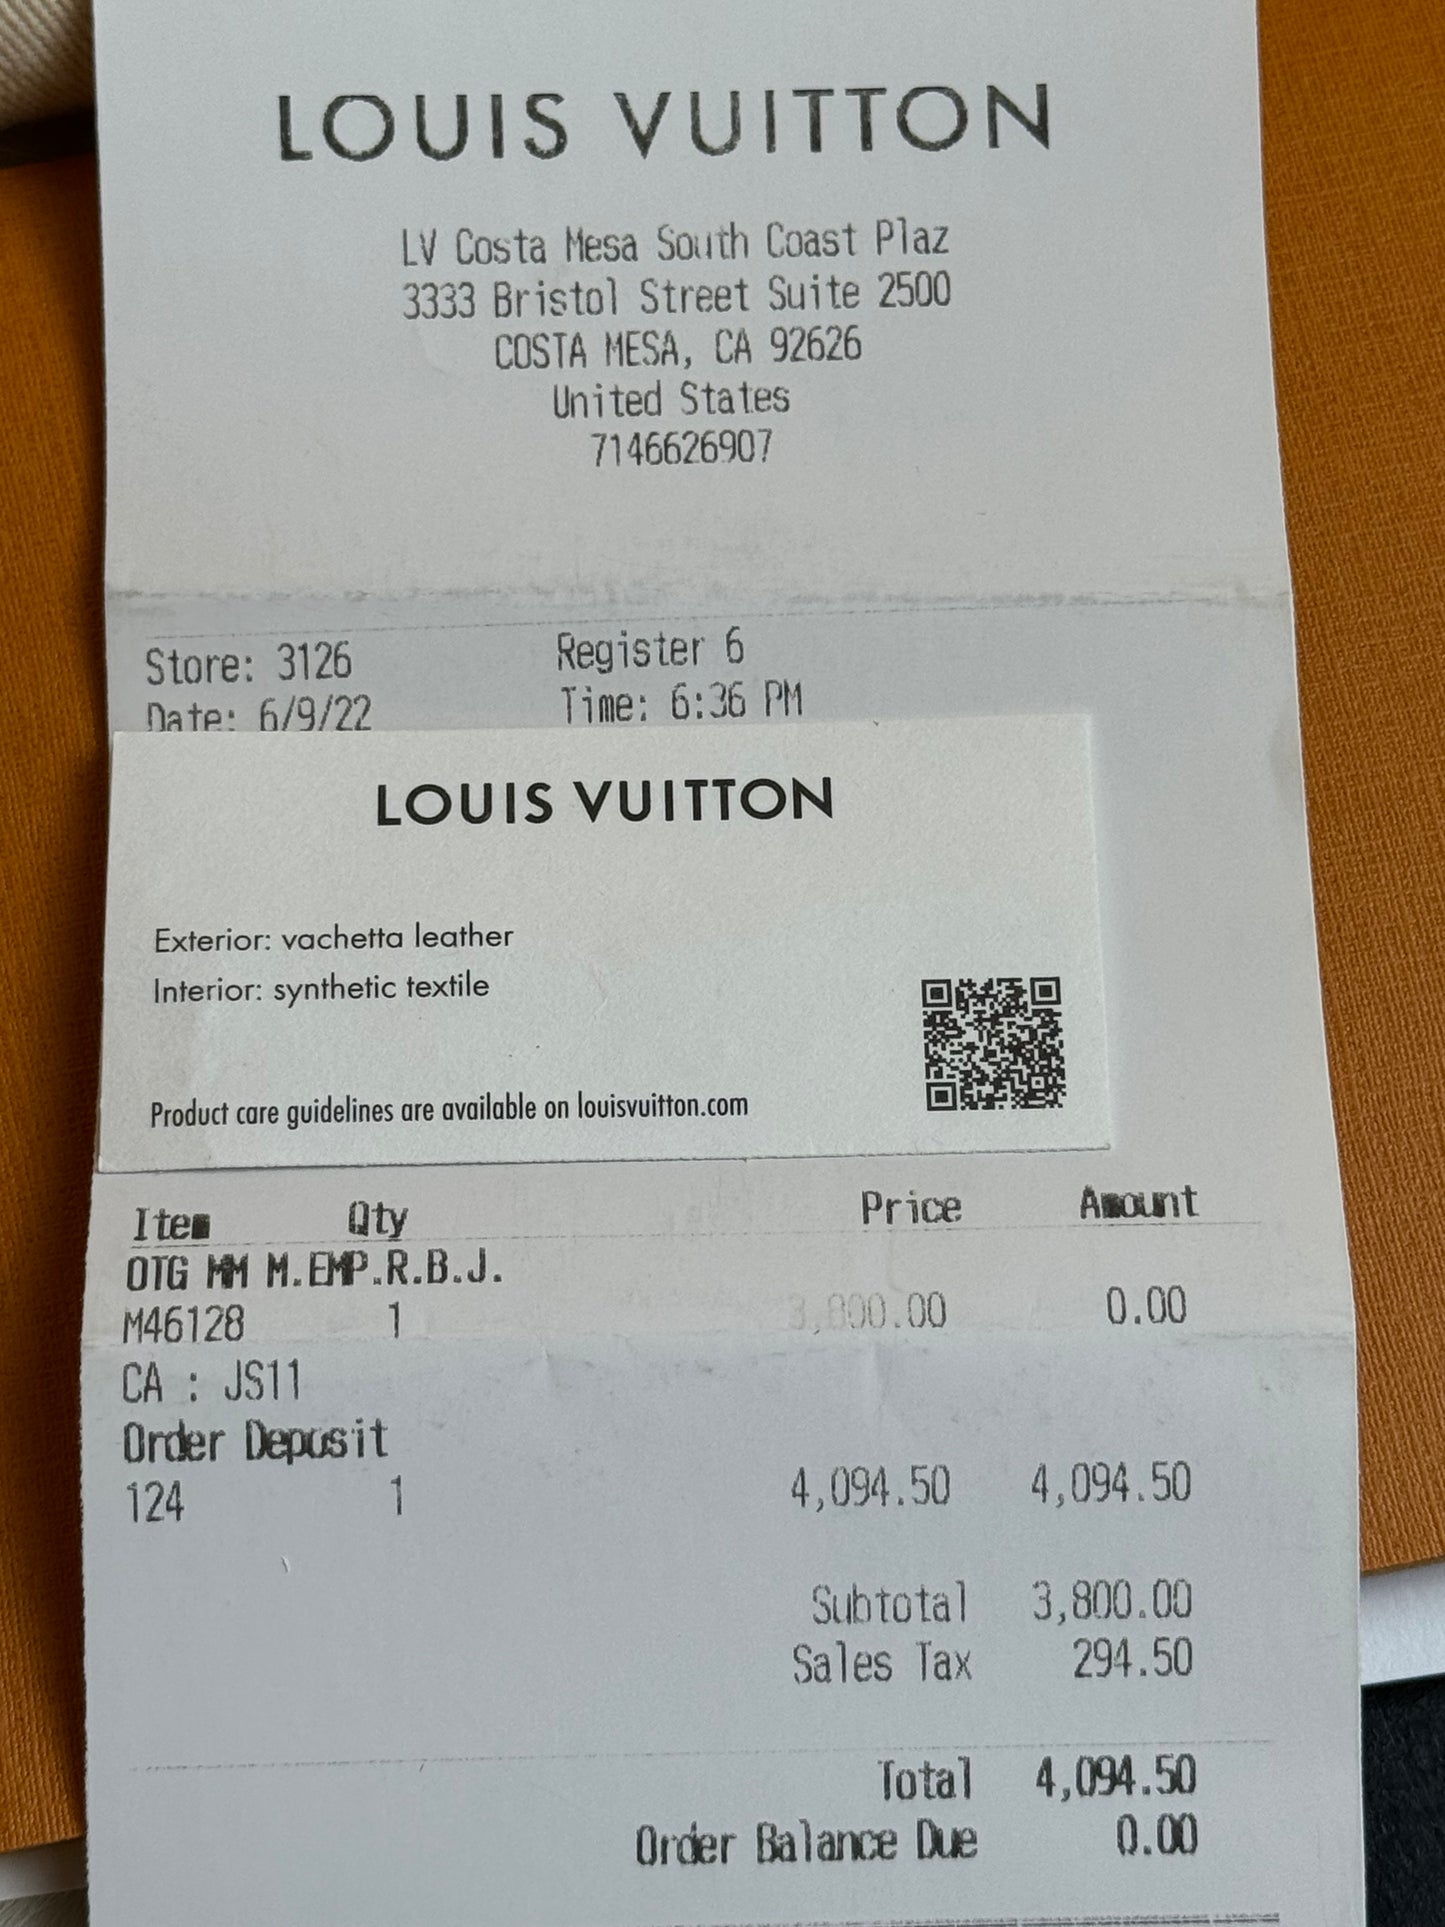 LOUIS VUITTON
LV Costa Mesa South Coast Plaz
3333 Bristol Street Suite 2500
COSTA MESA, CA 92626
United States
7146626907
Store: 3126 Register 6
Date: 6/9/22 Time: 6:36 PM
LOUIS VUITTON
Exterior: vachetta leather
Interior: synthetic textile
Product care guidelines are available on louisvuitton.com
Item Qty Price Amount
OTG MM M.EMP.R.B.J.
M46128 1 3,800.00 0.00
CA : JS11
Order Deposit
124 1 4,094.50 4,094.50
Subtotal 3,800.00
Sales Tax 294.50
Total 4,094.50
Order Balance Due 0.00